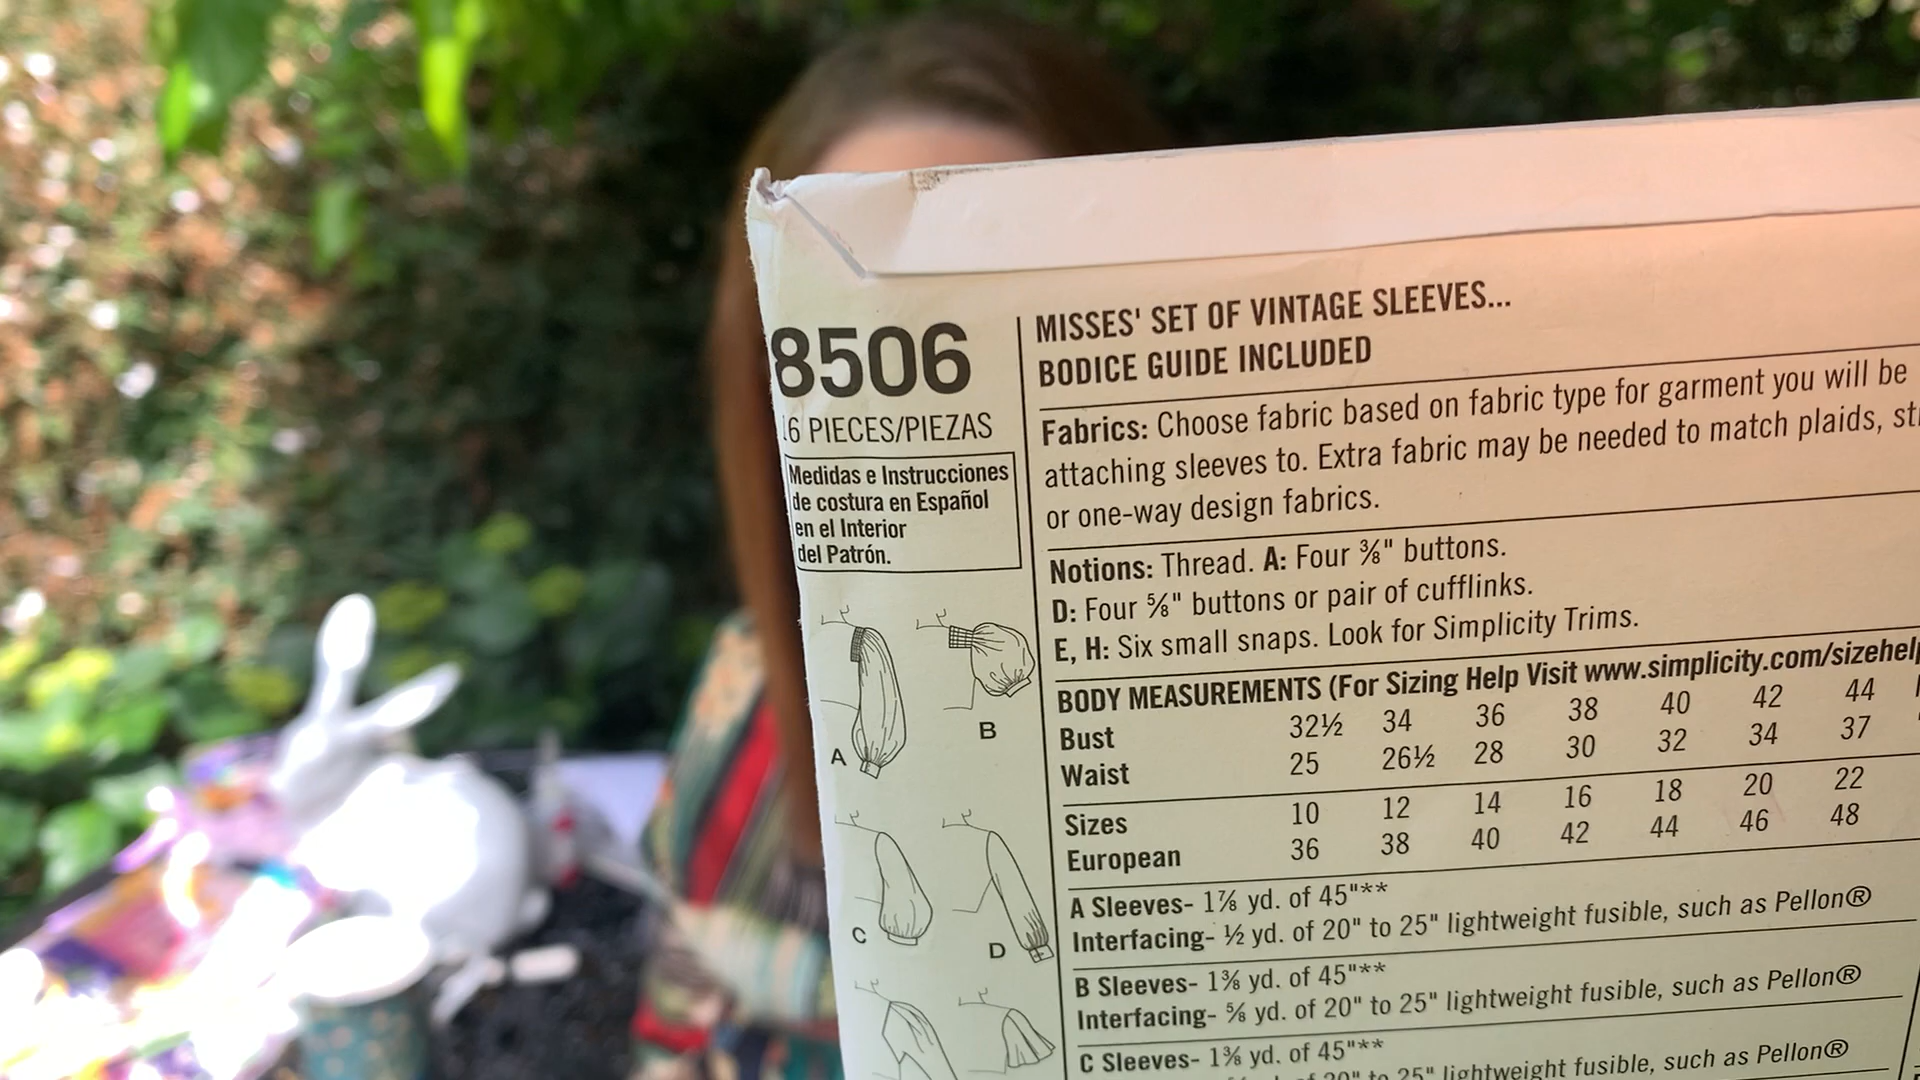 8506
6 PIECES/PIEZAS
Medidas e Instrucciones
de costura en Español
en el Interior
del Patrón.
A
B
C
D
MISSES' SET OF VINTAGE SLEEVES...
BODICE GUIDE INCLUDED
Fabrics: Choose fabric based on fabric type for garment you will be
attaching sleeves to. Extra fabric may be needed to match plaids,
or one-way design fabrics.
Notions: Thread. A: Four ⅜" buttons.
D: Four ⅝" buttons or pair of cufflinks.
E, H: Six small snaps. Look for Simplicity Trims.
BODY MEASUREMENTS (For Sizing Help Visit www.simplicity.com/sizehelp
Bust 32½ 34 36 38 40 42 44
Waist 25 26½ 28 30 32 34 37
Sizes 10 12 14 16 18 20 22
European 36 38 40 42 44 46 48
A Sleeves- 1⅞ yd. of 45"**
Interfacing- ½ yd. of 20" to 25" lightweight fusible, such as Pellon®
B Sleeves- 1⅜ yd. of 45"**
Interfacing- ⅝ yd. of 20" to 25" lightweight fusible, such as Pellon®
C Sleeves- 1⅜ yd. of 45"**
20" to 25" lightweight fusible, such as Pellon®